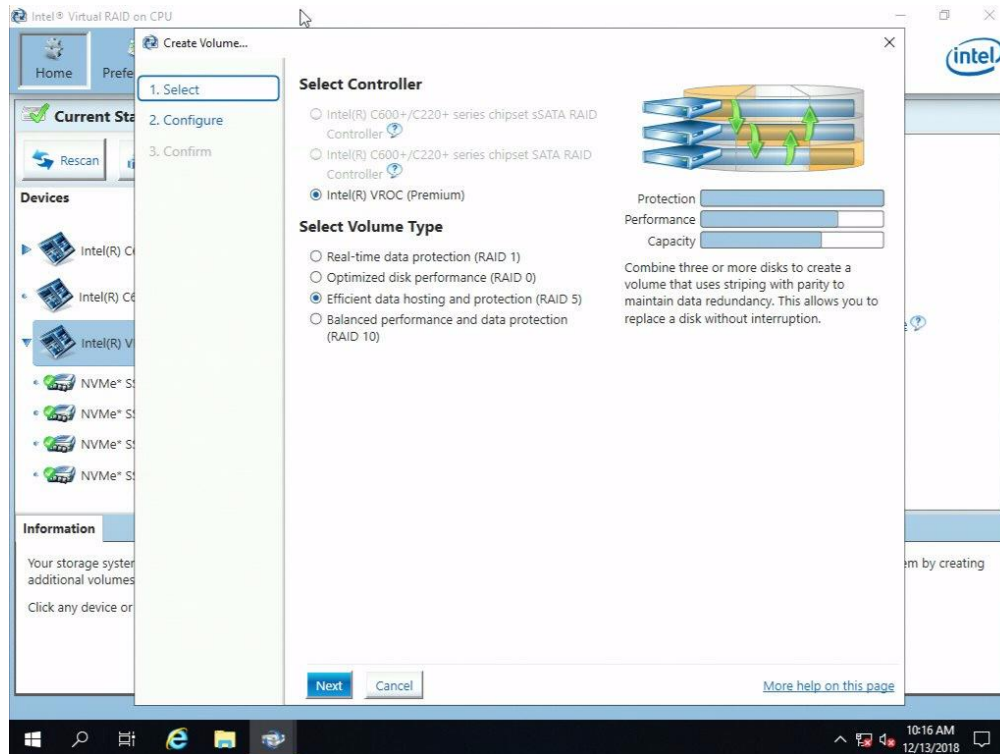 Intel® Virtual RAID on CPU
Home
Create Volume...
intel
1. Select
2. Configure
3. Confirm
Current
Rescan
Devices
Intel(R)
Intel(R)
Intel(R)
NVMe*
NVMe*
NVMe*
NVMe*
Select Controller
Intel(R) C600+/C220+ series chipset sSATA RAID
Controller
Intel(R) C600+/C220+ series chipset SATA RAID
Controller
Intel(R) VROC (Premium)
Select Volume Type
Real-time data protection (RAID 1)
Optimized disk performance (RAID 0)
Efficient data hosting and protection (RAID 5)
Balanced performance and data protection
(RAID 10)
Protection
Performance
Capacity
Combine three or more disks to create a
volume that uses striping with parity to
maintain data redundancy. This allows you to
replace a disk without interruption.
Information
Your storage
by creating
additional volumes
Click any device or
Next
Cancel
More help on this page
10:16 AM
12/13/2018